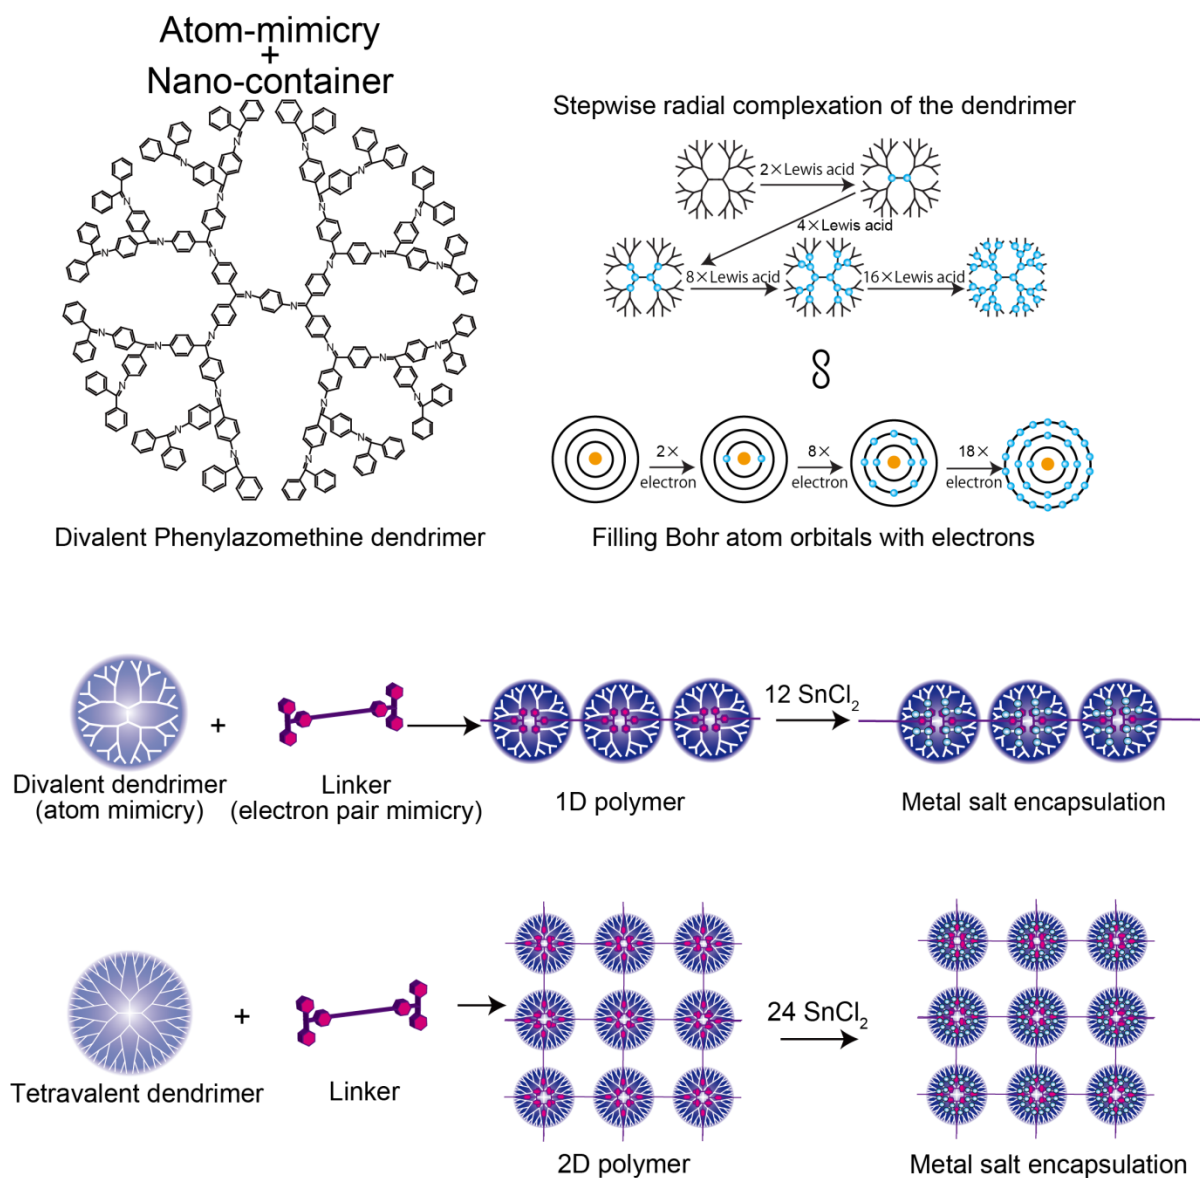 Atom-mimicry
+
Nano-container
Divalent Phenylazomethine dendrimer
Stepwise radial complexation of the dendrimer
2×Lewis acid
4×Lewis acid
8×Lewis acid
16×Lewis acid
2×
electron
8×
electron
18×
electron
Filling Bohr atom orbitals with electrons
+
12 SnCl₂
Divalent dendrimer
(atom mimicry)
Linker
(electron pair mimicry)
1D polymer
Metal salt encapsulation
+
24 SnCl₂
Tetravalent dendrimer
Linker
2D polymer
Metal salt encapsulation